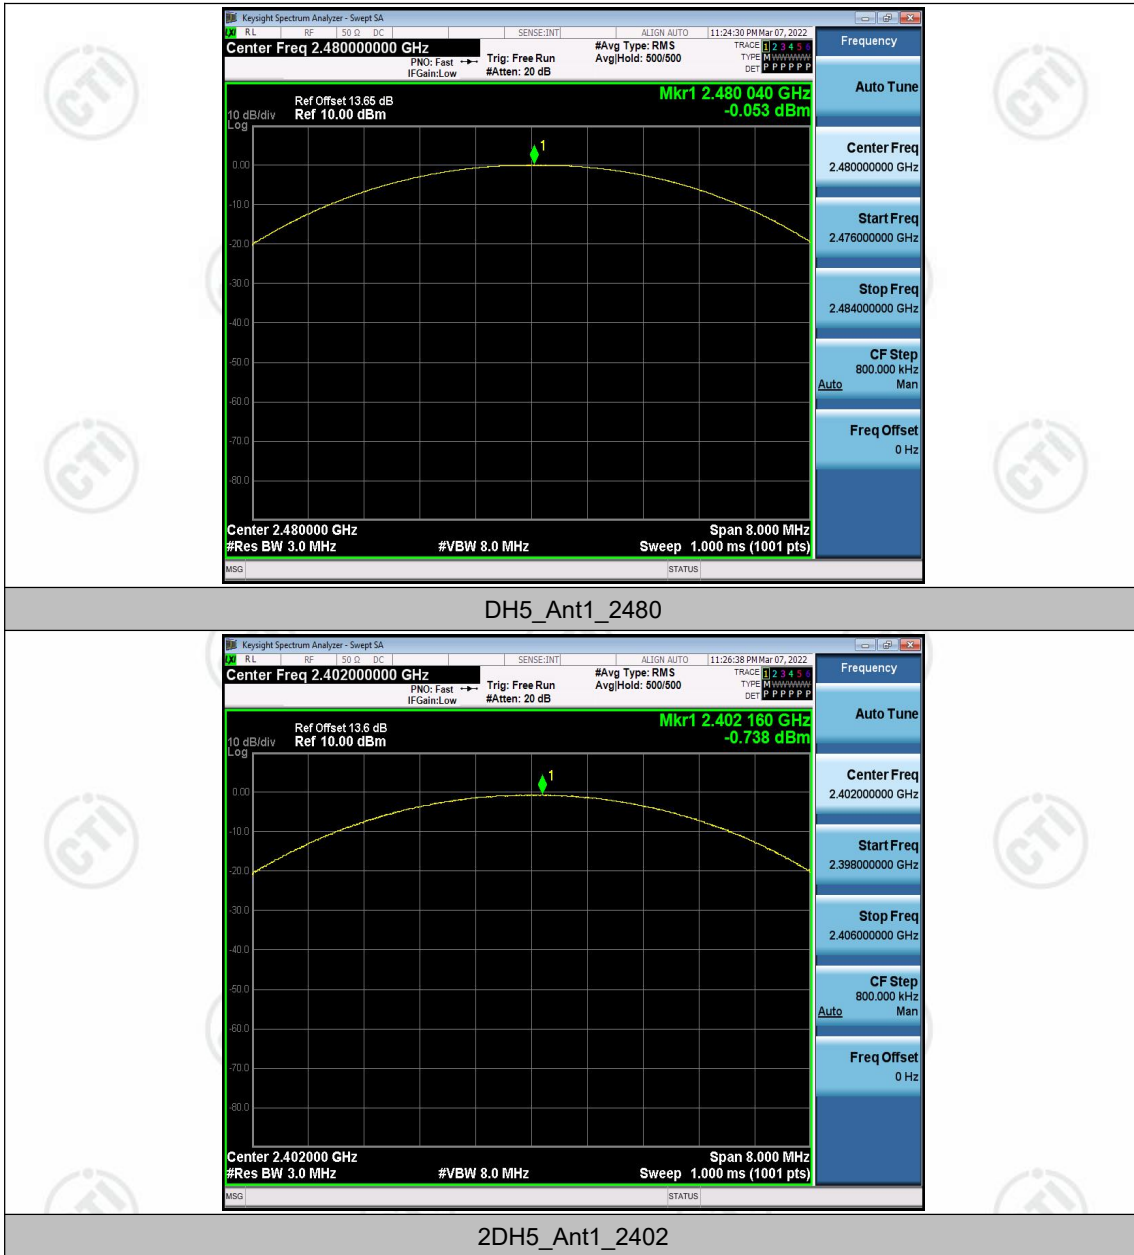 Keysight Spectrum Analyzer - Swept SA
LXI RL RF 50 Ω DC SENSE:INT ALIGN AUTO 11:24:30 PM Mar 07, 2022
Center Freq 2.480000000 GHz
PNO: Fast
IFGain:Low
Trig: Free Run
#Atten: 20 dB
#Avg Type: RMS
Avg|Hold: 500/500
TRACE 1 2 3 4 5 6
TYPE M WWWWW
DET P P P P P P
Frequency
Auto Tune
Mkr1 2.480 040 GHz
-0.053 dBm
Ref Offset 13.65 dB
10 dB/div Ref 10.00 dBm
Log
1
0.00
-10.0
-20.0
-30.0
-40.0
-50.0
-60.0
-70.0
-80.0
Center Freq
2.480000000 GHz
Start Freq
2.476000000 GHz
Stop Freq
2.484000000 GHz
CF Step
800.000 kHz
Auto Man
Freq Offset
0 Hz
Center 2.480000 GHz Span 8.000 MHz
#Res BW 3.0 MHz #VBW 8.0 MHz Sweep 1.000 ms (1001 pts)
MSG STATUS
DH5_Ant1_2480
Keysight Spectrum Analyzer - Swept SA
LXI RL RF 50 Ω DC SENSE:INT ALIGN AUTO 11:26:38 PM Mar 07, 2022
Center Freq 2.402000000 GHz
PNO: Fast
IFGain:Low
Trig: Free Run
#Atten: 20 dB
#Avg Type: RMS
Avg|Hold: 500/500
TRACE 1 2 3 4 5 6
TYPE M WWWWW
DET P P P P P P
Frequency
Auto Tune
Mkr1 2.402 160 GHz
-0.738 dBm
Ref Offset 13.6 dB
10 dB/div Ref 10.00 dBm
Log
1
0.00
-10.0
-20.0
-30.0
-40.0
-50.0
-60.0
-70.0
-80.0
Center Freq
2.402000000 GHz
Start Freq
2.398000000 GHz
Stop Freq
2.406000000 GHz
CF Step
800.000 kHz
Auto Man
Freq Offset
0 Hz
Center 2.402000 GHz Span 8.000 MHz
#Res BW 3.0 MHz #VBW 8.0 MHz Sweep 1.000 ms (1001 pts)
MSG STATUS
2DH5_Ant1_2402
CTI
CTI
CTI
CTI
CTI
CTI